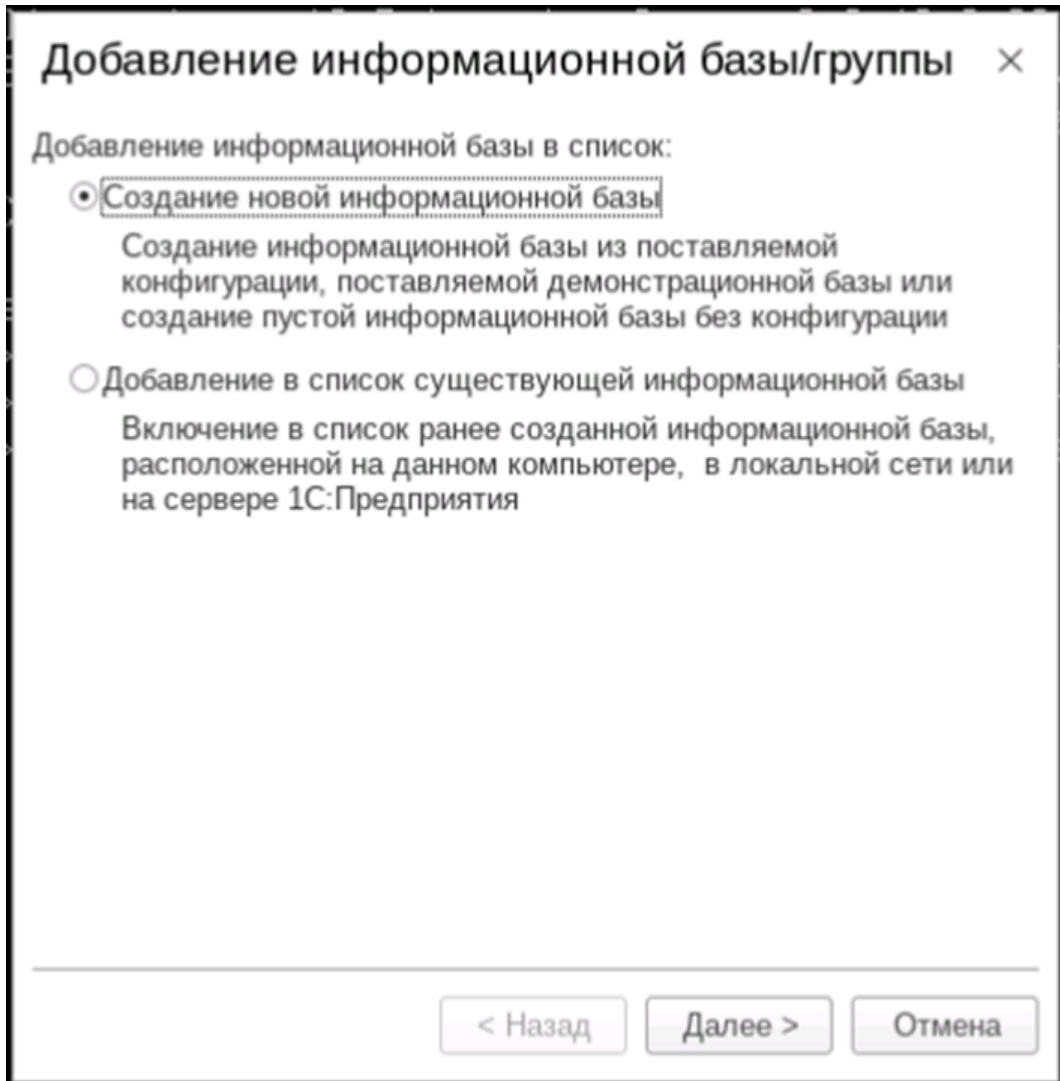 Добавление информационной базы/группы
Добавление информационной базы в список:
Создание новой информационной базы
Создание информационной базы из поставляемой
конфигурации, поставляемой демонстрационной базы или
создание пустой информационной базы без конфигурации
Добавление в список существующей информационной базы
Включение в список ранее созданной информационной базы,
расположенной на данном компьютере,  в локальной сети или
на сервере 1С:Предприятия
< Назад
Далее >
Отмена